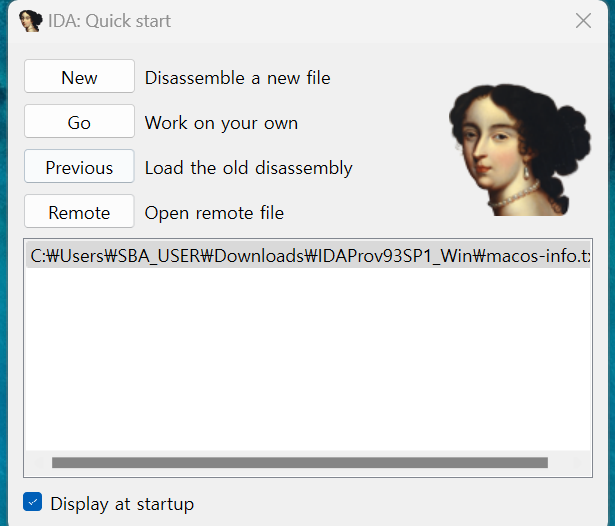 IDA: Quick start
New Disassemble a new file
Go Work on your own
Previous Load the old disassembly
Remote Open remote file
C:₩Users₩SBA_USER₩Downloads₩IDAProv93SP1_Win₩macos-info.tx
Display at startup